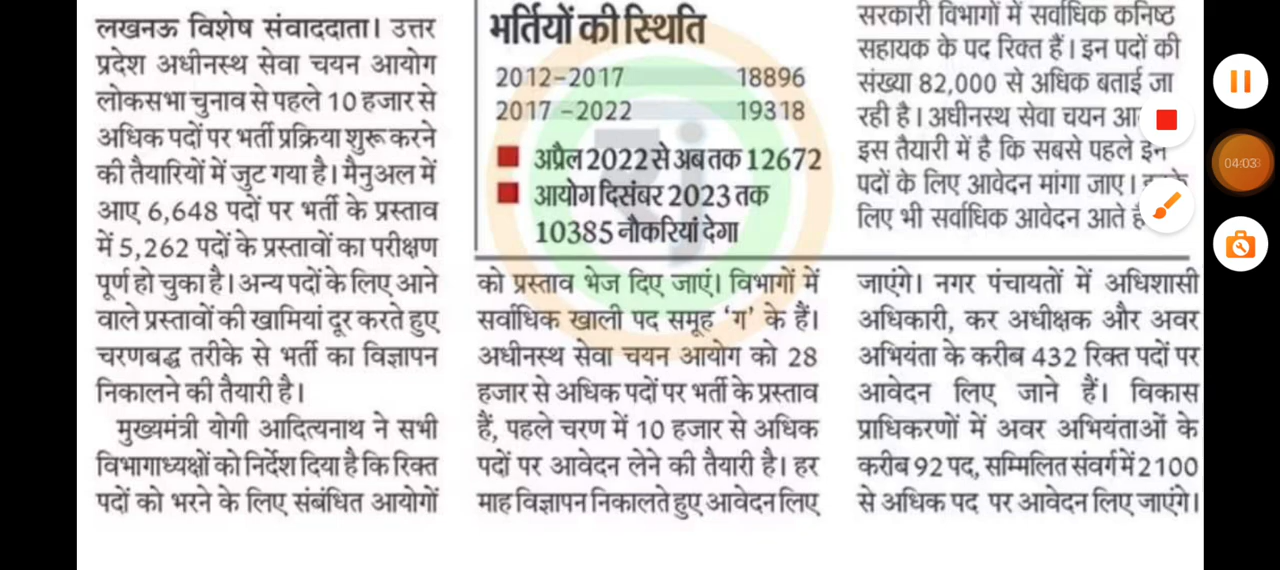 लखनऊ विशेष संवाददाता। उत्तर
प्रदेश अधीनस्थ सेवा चयन आयोग
लोकसभा चुनाव से पहले 10 हजार से
अधिक पदों पर भर्ती प्रक्रिया शुरू करने
की तैयारियों में जुट गया है। मैनुअल में
आए 6,648 पदों पर भर्ती के प्रस्ताव
में 5,262 पदों के प्रस्तावों का परीक्षण
पूर्ण हो चुका है। अन्य पदों के लिए आने
वाले प्रस्तावों की खामियां दूर करते हुए
चरणबद्ध तरीके से भर्ती का विज्ञापन
निकालने की तैयारी है।
मुख्यमंत्री योगी आदित्यनाथ ने सभी
विभागाध्यक्षों को निर्देश दिया है कि रिक्त
पदों को भरने के लिए संबंधित आयोगों
भर्तियों की स्थिति
2012-2017 18896
2017 -2022 19318
अप्रैल 2022 से अब तक 12672
आयोग दिसंबर 2023 तक
10385 नौकरियां देगा
को प्रस्ताव भेज दिए जाएं। विभागों में
सर्वाधिक खाली पद समूह ‘ग’ के हैं।
अधीनस्थ सेवा चयन आयोग को 28
हजार से अधिक पदों पर भर्ती के प्रस्ताव
हैं, पहले चरण में 10 हजार से अधिक
पदों पर आवेदन लेने की तैयारी है। हर
माह विज्ञापन निकालते हुए आवेदन लिए
सरकारी विभागों में सर्वाधिक कनिष्ठ
सहायक के पद रिक्त हैं। इन पदों की
संख्या 82,000 से अधिक बताई जा
रही है। अधीनस्थ सेवा चयन
इस तैयारी में है कि सबसे पहले इन
पदों के लिए आवेदन मांगा जाए।
लिए भी सर्वाधिक आवेदन आते
जाएंगे। नगर पंचायतों में अधिशासी
अधिकारी, कर अधीक्षक और अवर
अभियंता के करीब 432 रिक्त पदों पर
आवेदन लिए जाने हैं। विकास
प्राधिकरणों में अवर अभियंताओं के
करीब 92 पद, सम्मिलित संवर्ग में 2100
से अधिक पद पर आवेदन लिए जाएंगे।